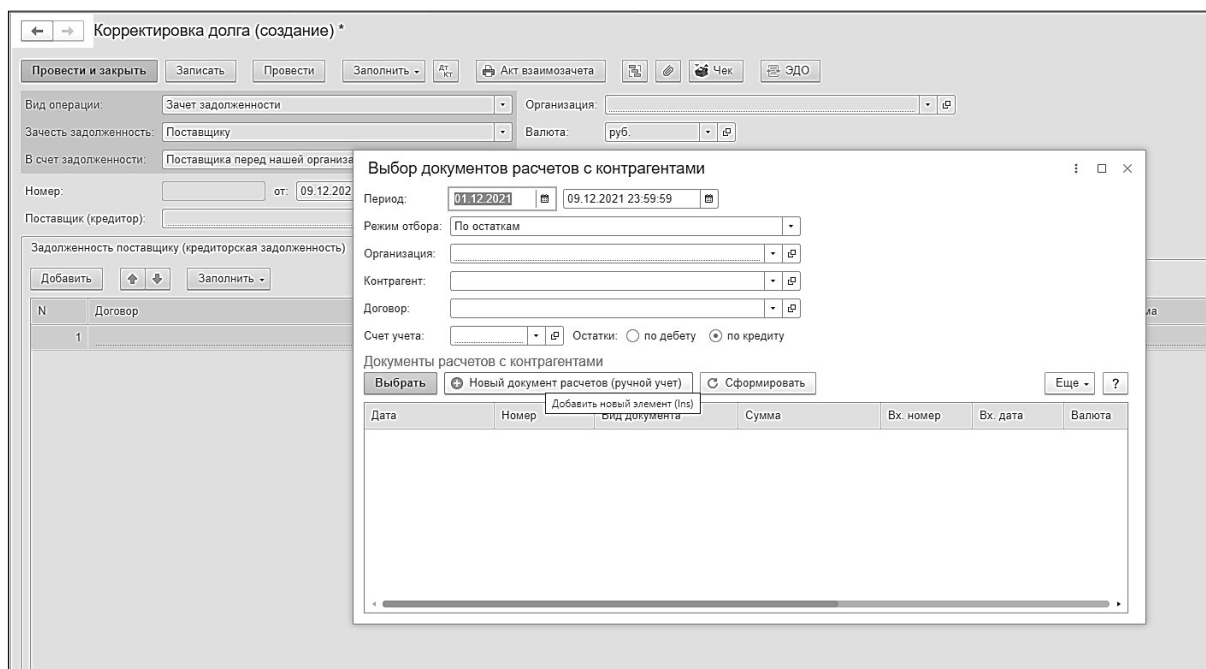 Корректировка долга (создание) *
Провести и закрыть Записать Провести Заполнить Дт Кт Акт взаимозачета Чек ЭДО
Вид операции: Зачет задолженности Организация:
Зачесть задолженность: Поставщику Валюта: руб.
В счет задолженности: Поставщика перед нашей организа
Номер: от: 09.12.202
Поставщик (кредитор):
Задолженность поставщику (кредиторская задолженность)
Добавить Заполнить
N Договор ма
1
Выбор документов расчетов с контрагентами
Период: 01.12.2021 09.12.2021 23:59:59
Режим отбора: По остаткам
Организация:
Контрагент:
Договор:
Счет учета: Остатки: по дебету по кредиту
Документы расчетов с контрагентами
Выбрать Новый документ расчетов (ручной учет) Сформировать Еще ?
Добавить новый элемент (Ins)
Дата Номер Вид документа Сумма Вх. номер Вх. дата Валюта